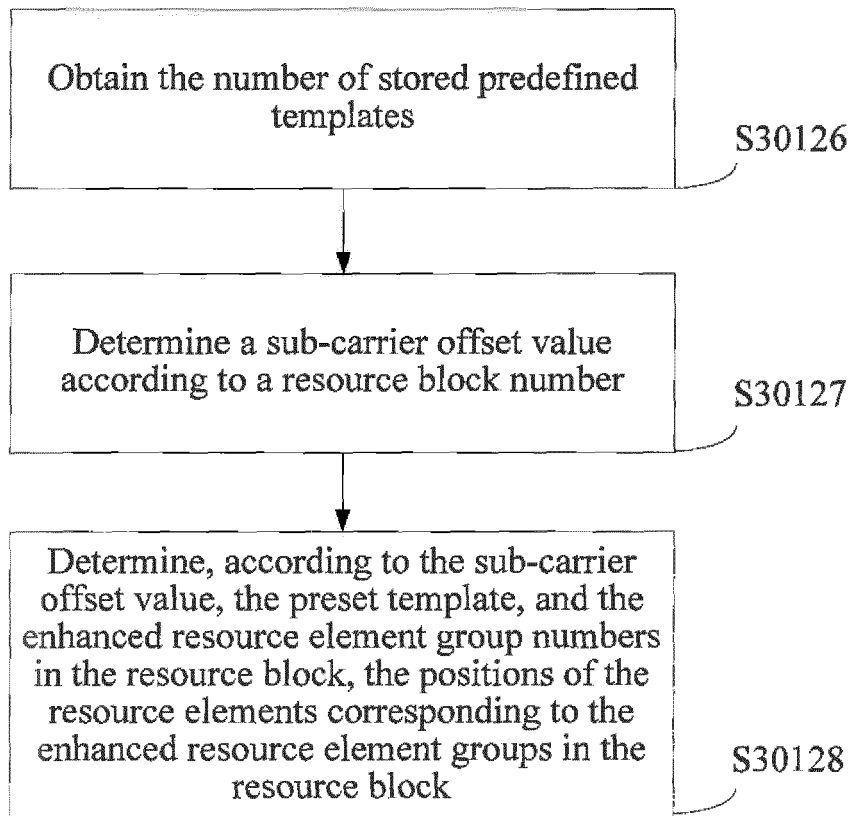 Obtain the number of stored predefined
templates
S30126
Determine a sub-carrier offset value
according to a resource block number
S30127
Determine, according to the sub-carrier
offset value, the preset template, and the
enhanced resource element group numbers
in the resource block, the positions of the
resource elements corresponding to the
enhanced resource element groups in the
resource block
S30128